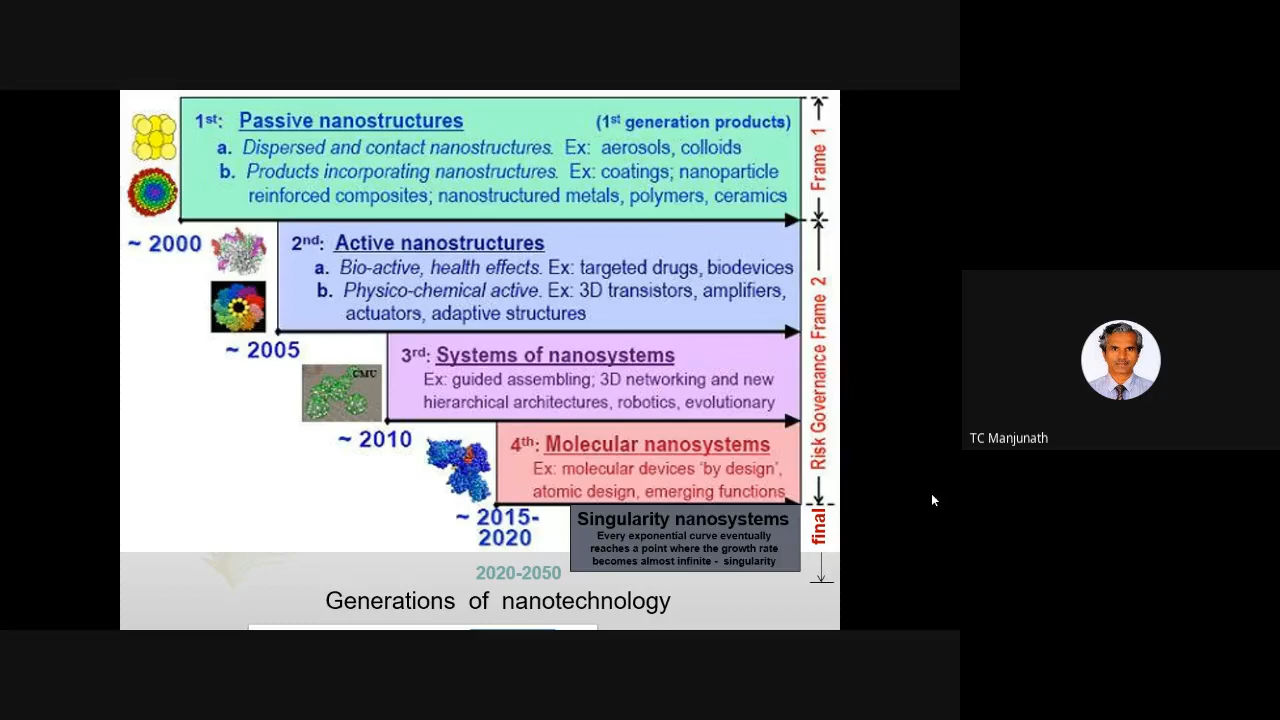 1st: Passive nanostructures (1st generation products)
a. Dispersed and contact nanostructures. Ex: aerosols, colloids
b. Products incorporating nanostructures. Ex: coatings; nanoparticle
reinforced composites; nanostructured metals, polymers, ceramics
Frame 1
~ 2000
2nd: Active nanostructures
a. Bio-active, health effects. Ex: targeted drugs, biodevices
b. Physico-chemical active. Ex: 3D transistors, amplifiers,
actuators, adaptive structures
Risk Governance Frame 2
~ 2005
3rd: Systems of nanosystems
Ex: guided assembling; 3D networking and new
hierarchical architectures, robotics, evolutionary
CMU
~ 2010
4th: Molecular nanosystems
Ex: molecular devices 'by design',
atomic design, emerging functions
~ 2015-
2020
Singularity nanosystems
Every exponential curve eventually
reaches a point where the growth rate
becomes almost infinite - singularity
final
2020-2050
Generations of nanotechnology
TC Manjunath